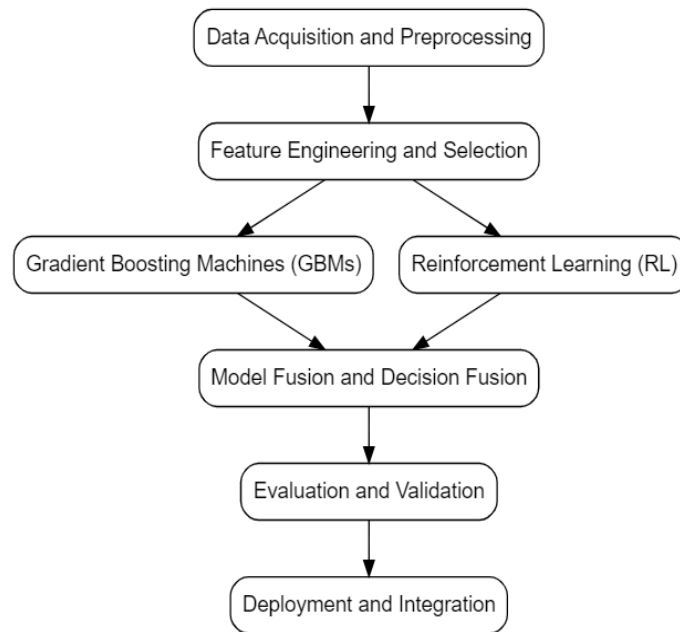 Data Acquisition and Preprocessing
Feature Engineering and Selection
Gradient Boosting Machines (GBMs)
Reinforcement Learning (RL)
Model Fusion and Decision Fusion
Evaluation and Validation
Deployment and Integration